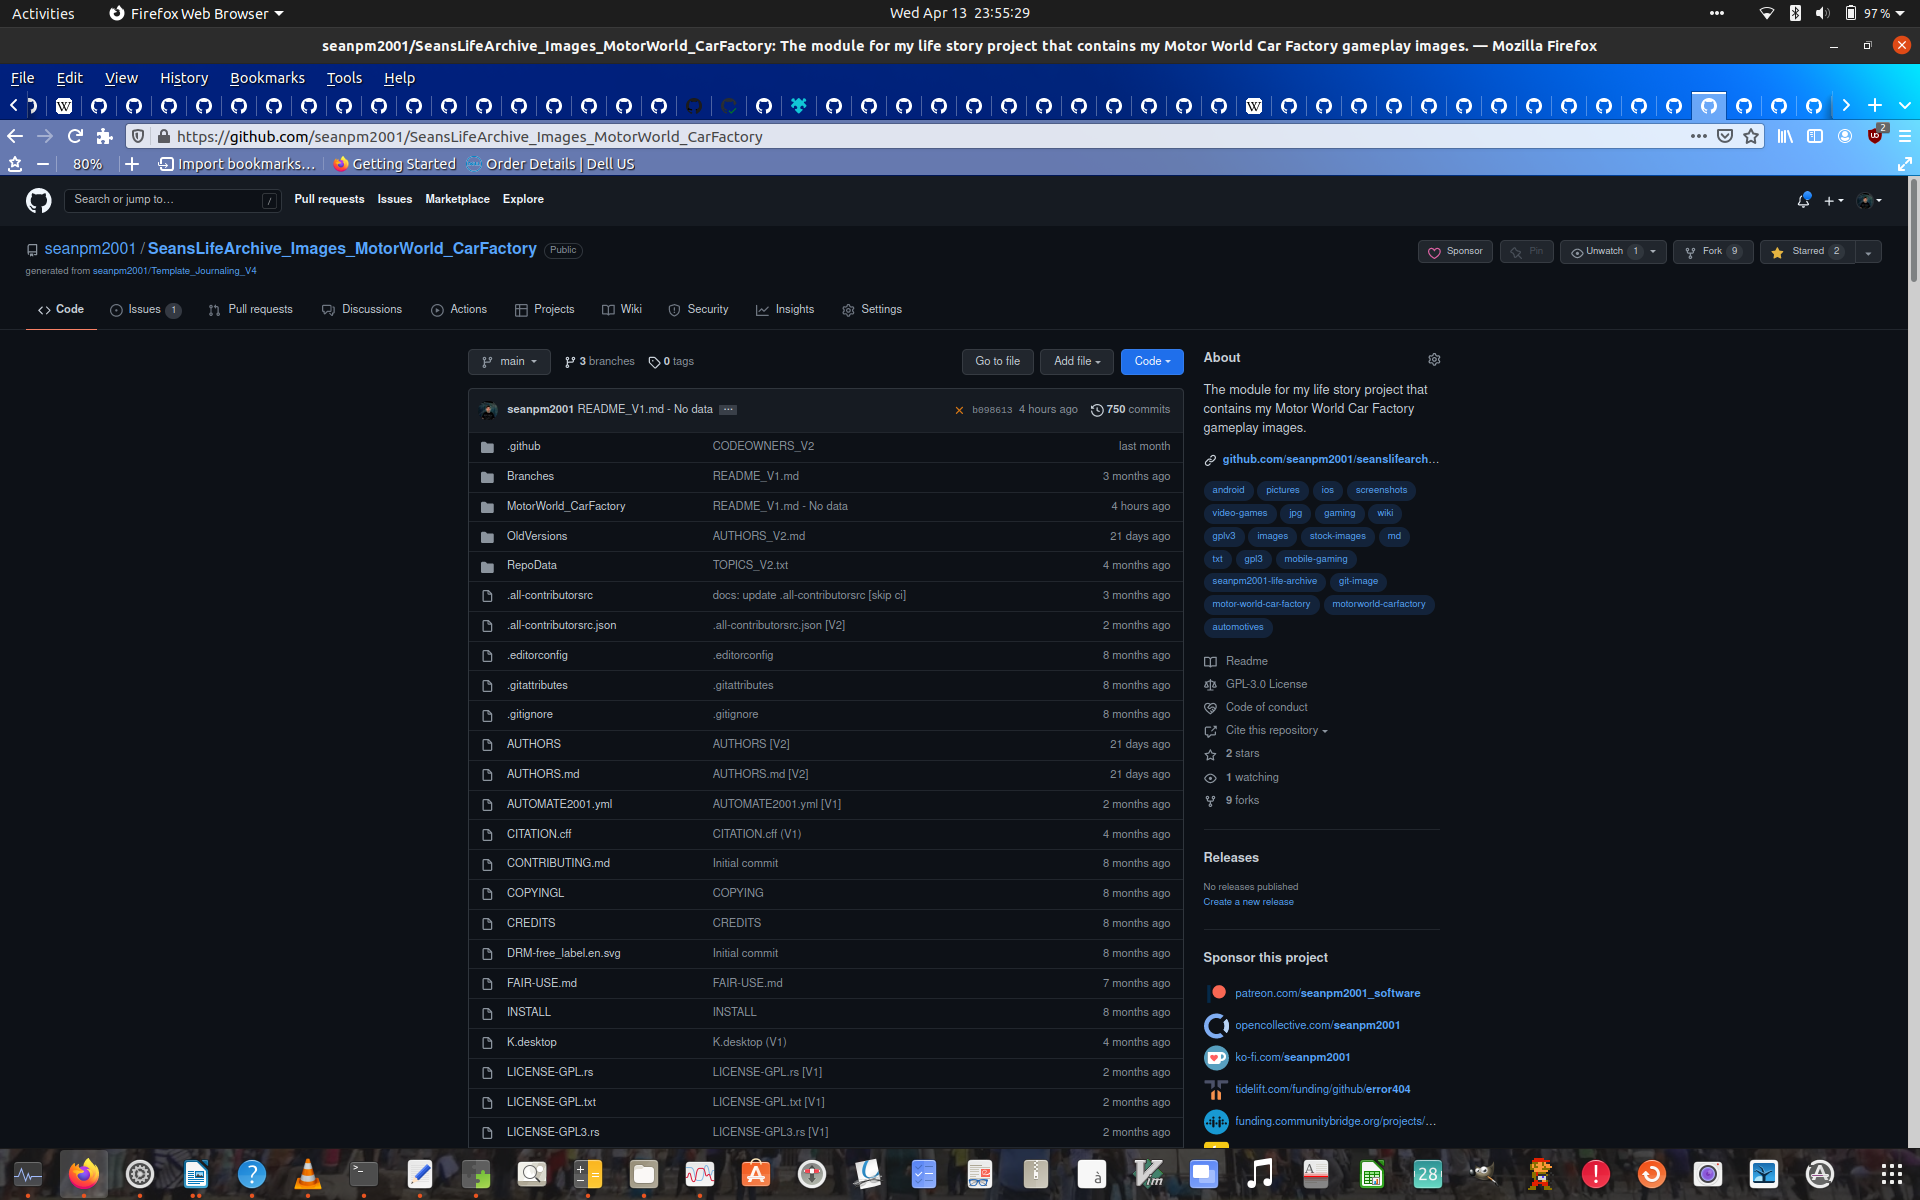 Activities
Firefox Web Browser
Wed Apr 13 23:55:29
97 %
seanpm2001/SeansLifeArchive_Images_MotorWorld_CarFactory: The module for my life story project that contains my Motor World Car Factory gameplay images. — Mozilla Firefox
File Edit View History Bookmarks Tools Help
https://github.com/seanpm2001/SeansLifeArchive_Images_MotorWorld_CarFactory
2
80% Import bookmarks... Getting Started Order Details | Dell US
Search or jump to... /
Pull requests Issues Marketplace Explore
seanpm2001 / SeansLifeArchive_Images_MotorWorld_CarFactory Public
generated from seanpm2001/Template_Journaling_V4
Sponsor Pin Unwatch 1 Fork 9 Starred 2
Code Issues 1 Pull requests Discussions Actions Projects Wiki Security Insights Settings
main 3 branches 0 tags Go to file Add file Code
seanpm2001 README_V1.md - No data b098613 4 hours ago 750 commits
.github CODEOWNERS_V2 last month
Branches README_V1.md 3 months ago
MotorWorld_CarFactory README_V1.md - No data 4 hours ago
OldVersions AUTHORS_V2.md 21 days ago
RepoData TOPICS_V2.txt 4 months ago
.all-contributorsrc docs: update .all-contributorsrc [skip ci] 3 months ago
.all-contributorsrc.json .all-contributorsrc.json [V2] 2 months ago
.editorconfig .editorconfig 8 months ago
.gitattributes .gitattributes 8 months ago
.gitignore .gitignore 8 months ago
AUTHORS AUTHORS [V2] 21 days ago
AUTHORS.md AUTHORS.md [V2] 21 days ago
AUTOMATE2001.yml AUTOMATE2001.yml [V1] 2 months ago
CITATION.cff CITATION.cff (V1) 4 months ago
CONTRIBUTING.md Initial commit 8 months ago
COPYINGL COPYING 8 months ago
CREDITS CREDITS 8 months ago
DRM-free_label.en.svg Initial commit 8 months ago
FAIR-USE.md FAIR-USE.md 7 months ago
INSTALL INSTALL 8 months ago
K.desktop K.desktop (V1) 4 months ago
LICENSE-GPL.rs LICENSE-GPL.rs [V1] 2 months ago
LICENSE-GPL.txt LICENSE-GPL.txt [V1] 2 months ago
LICENSE-GPL3.rs LICENSE-GPL3.rs [V1] 2 months ago
About
The module for my life story project that
contains my Motor World Car Factory
gameplay images.
github.com/seanpm2001/seanslifearch...
android pictures ios screenshots
video-games jpg gaming wiki
gplv3 images stock-images md
txt gpl3 mobile-gaming
seanpm2001-life-archive git-image
motor-world-car-factory motorworld-carfactory
automotives
Readme
GPL-3.0 License
Code of conduct
Cite this repository
2 stars
1 watching
9 forks
Releases
No releases published
Create a new release
Sponsor this project
patreon.com/seanpm2001_software
opencollective.com/seanpm2001
ko-fi.com/seanpm2001
tidelift.com/funding/github/error404
funding.communitybridge.org/projects/...
28